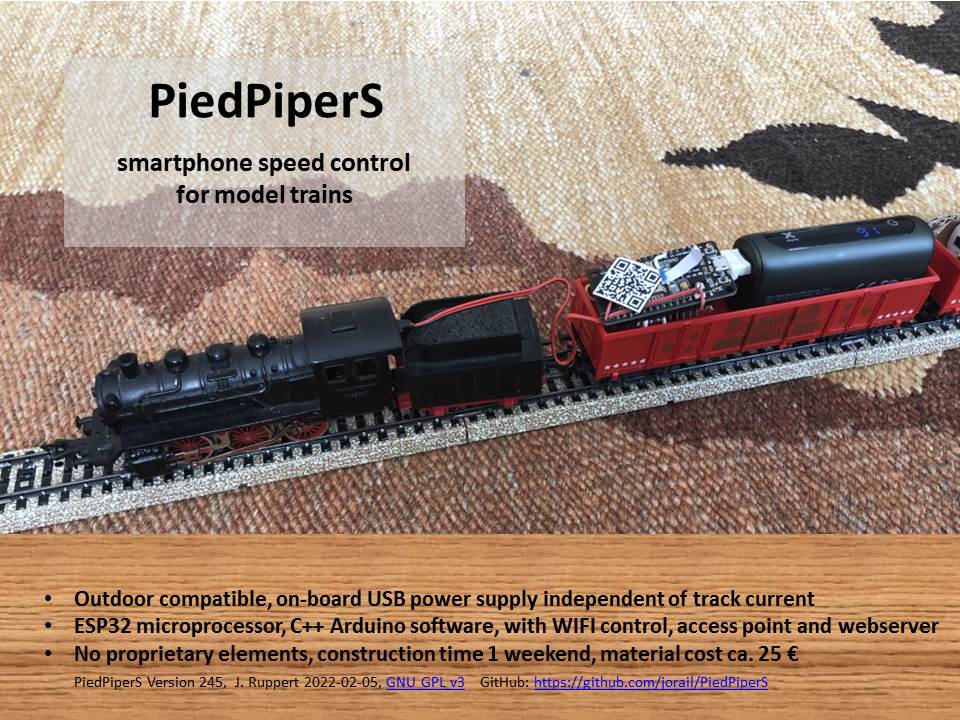 PiedPiperS
smartphone speed control
for model trains
• Outdoor compatible, on-board USB power supply independent of track current
• ESP32 microprocessor, C++ Arduino software, with WIFI control, access point and webserver
• No proprietary elements, construction time 1 weekend, material cost ca. 25 €
PiedPiperS Version 245, J. Ruppert 2022-02-05, GNU GPL v3 GitHub: https://github.com/jorail/PiedPiperS